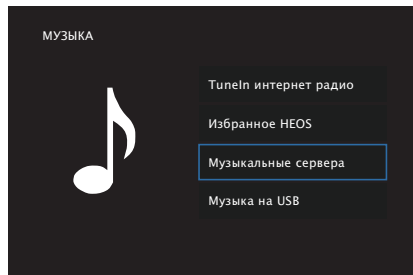 МУЗЫКА
TuneIn интернет радио
Избранное HEOS
Музыкальные сервера
Музыка на USB